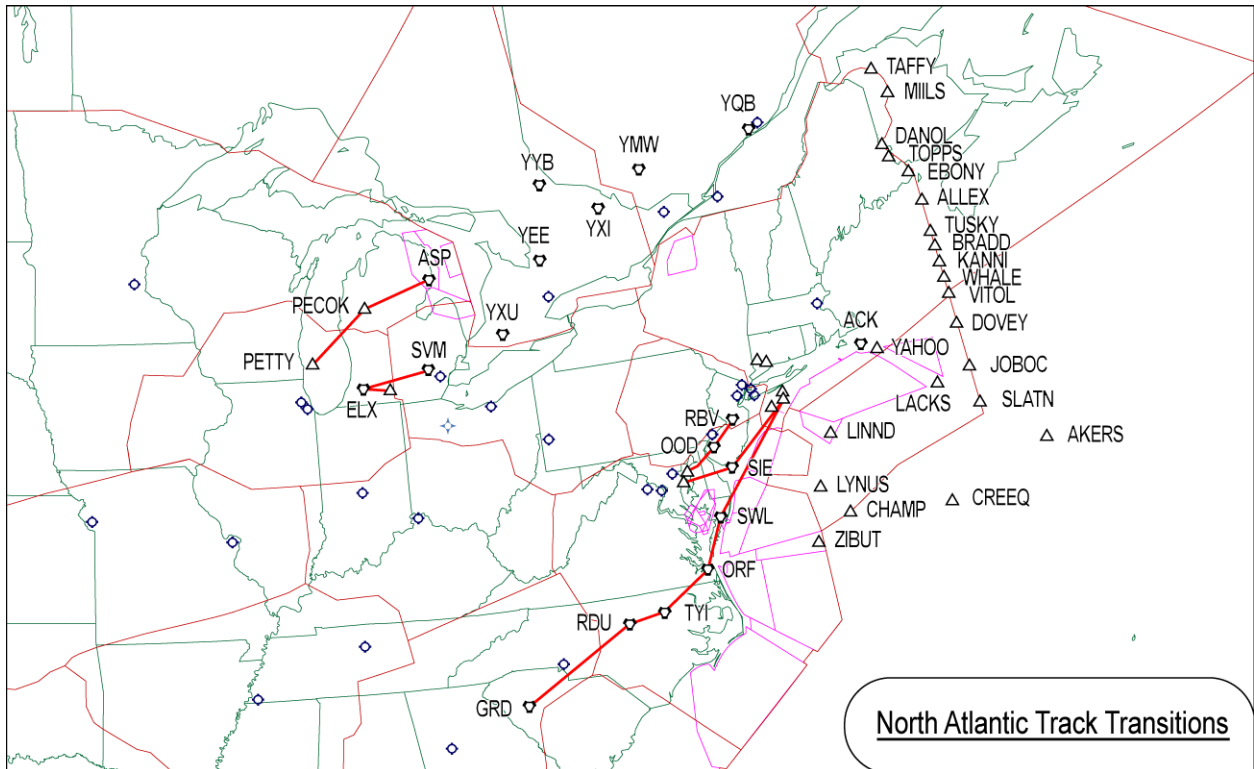 TAFFY
MIILS
YQB
DANOL
TOPPS
YMW
EBONY
YYB
ALLEX
YXI
TUSKY
BRADD
YEE
KANNI
ASP
WHALE
VITOL
PECOK
YXU
ACK
DOVEY
YAHOO
SVM
PETTY
JOBOC
ELX
LACKS
SLATN
RBV
LINND
AKERS
OOD
SIE
LYNUS
CREEQ
SWL
CHAMP
ZIBUT
ORF
TYI
RDU
GRD
North Atlantic Track Transitions